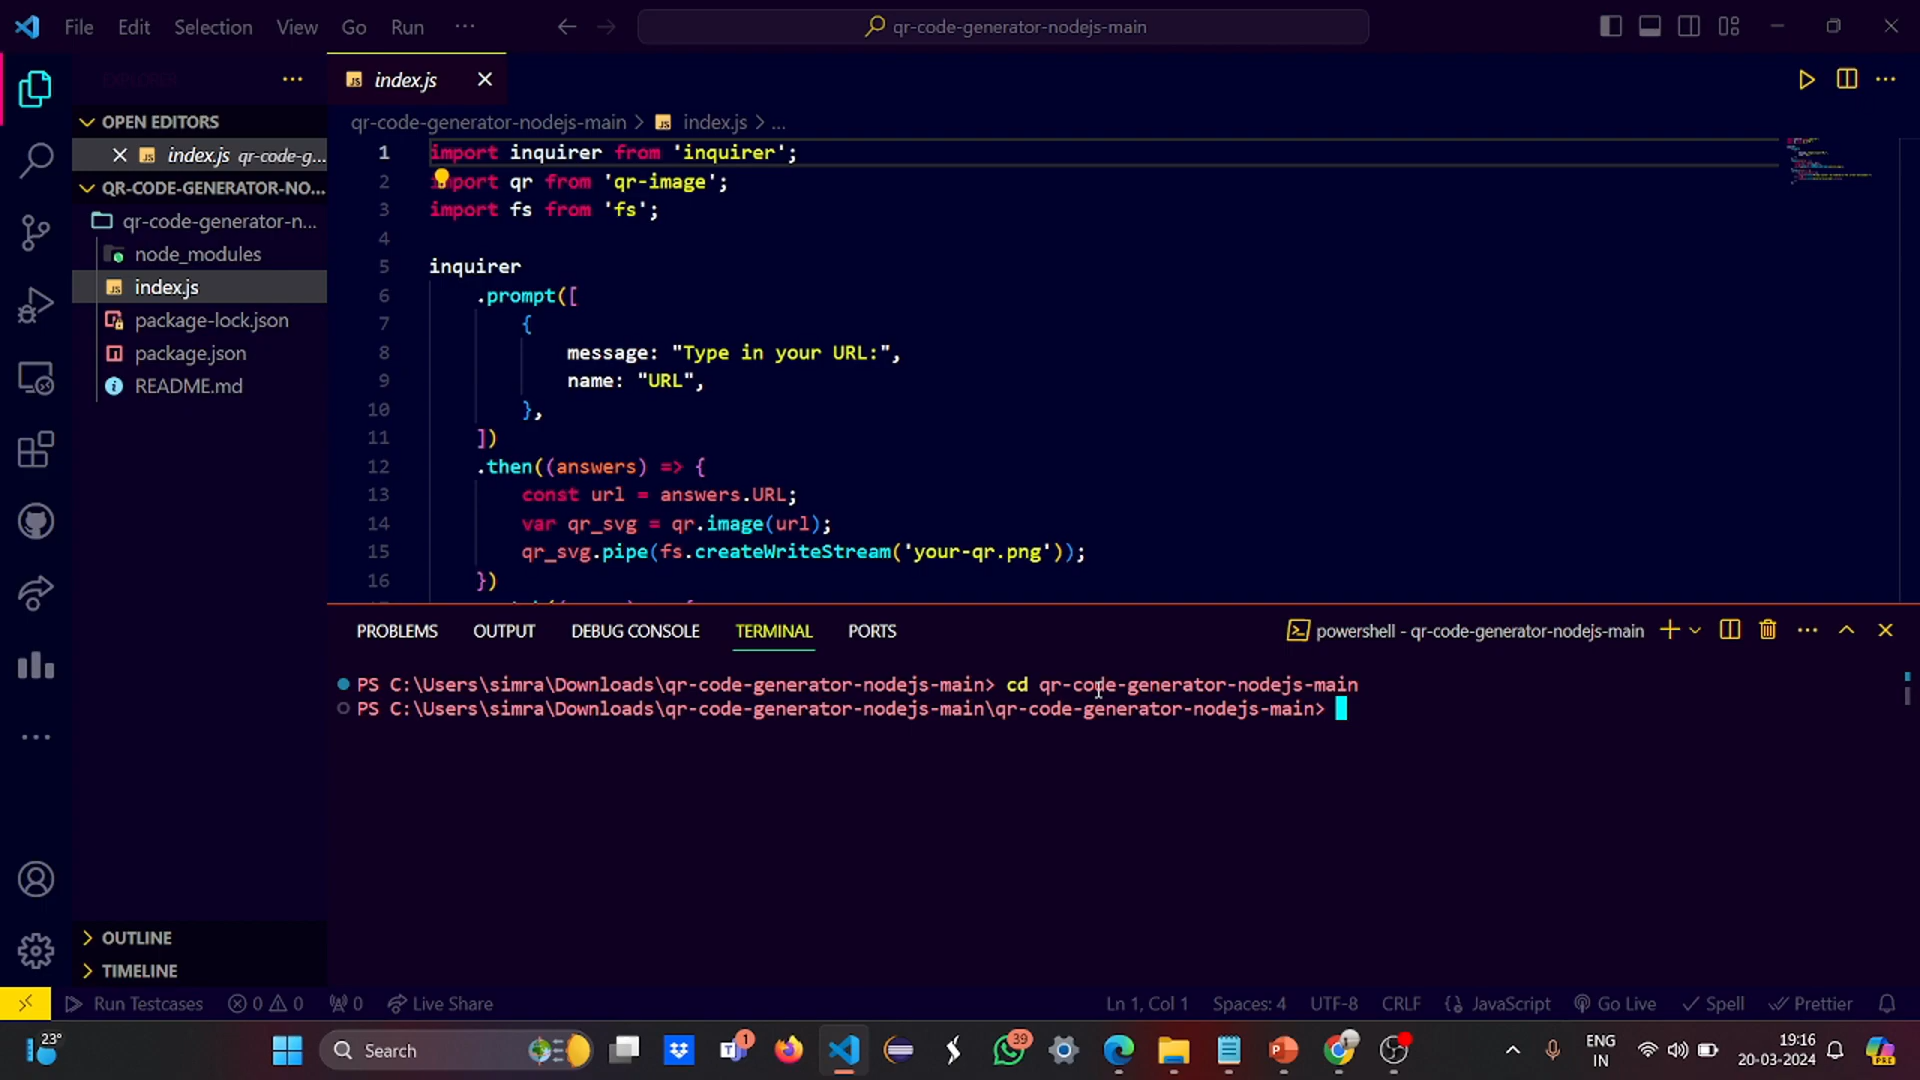 File Edit Selection View Go Run ··· qr-code-generator-nodejs-main
EXPLORER ···
index.js
OPEN EDITORS
index.js qr-code-g...
QR-CODE-GENERATOR-NO...
qr-code-generator-n...
node_modules
index.js
package-lock.json
package.json
README.md
OUTLINE
TIMELINE
qr-code-generator-nodejs-main > JS index.js > ...
1 import inquirer from 'inquirer';
2 import qr from 'qr-image';
3 import fs from 'fs';
4
5 inquirer
6 .prompt([
7 {
8 message: "Type in your URL:",
9 name: "URL",
10 },
11 ])
12 .then((answers) => {
13 const url = answers.URL;
14 var qr_svg = qr.image(url);
15 qr_svg.pipe(fs.createWriteStream('your-qr.png'));
16 })
PROBLEMS OUTPUT DEBUG CONSOLE TERMINAL PORTS powershell - qr-code-generator-nodejs-main
PS C:\Users\simra\Downloads\qr-code-generator-nodejs-main> cd qr-code-generator-nodejs-main
PS C:\Users\simra\Downloads\qr-code-generator-nodejs-main\qr-code-generator-nodejs-main>
Run Testcases 0 0 0 Live Share Ln 1, Col 1 Spaces: 4 UTF-8 CRLF {} JavaScript Go Live Spell Prettier
23° Search 1 39 ENG 19:16
IN 20-03-2024 PRE